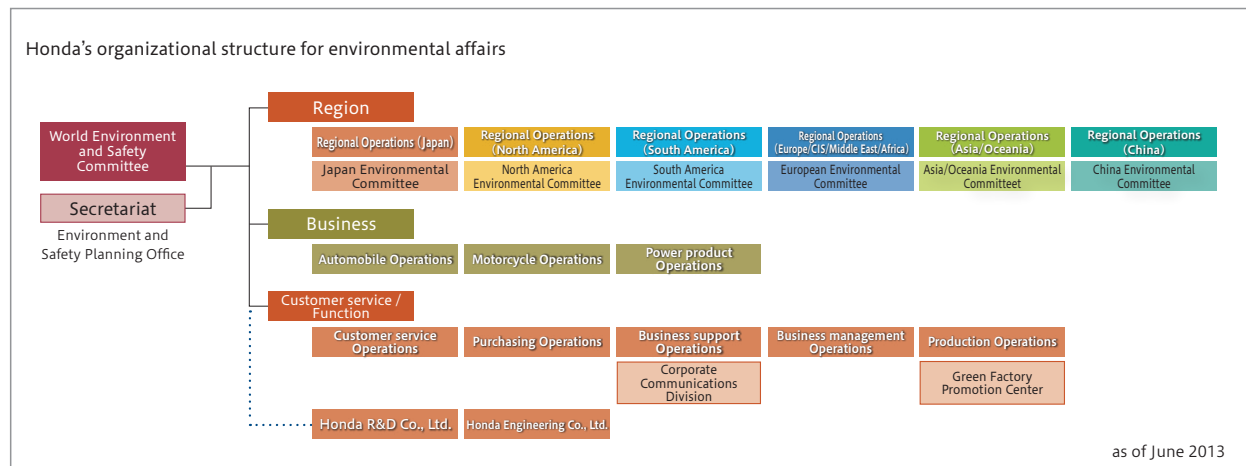 Honda’s organizational structure for environmental affairs
World Environment
and Safety
Committee
Secretariat
Environment and
Safety Planning Office
Region
Regional Operations (Japan)
Japan Environmental
Committee
Regional Operations
(North America)
North America
Environmental Committee
Regional Operations
(South America)
South America
Environmental Committee
Regional Operations
(Europe/CIS/Middle East/Africa)
European Environmental
Committee
Regional Operations
(Asia/Oceania)
Asia/Oceania Environmental
Committeet
Regional Operations
(China)
China Environmental
Committee
Business
Automobile Operations
Motorcycle Operations
Power product
Operations
Customer service /
Function
Customer service
Operations
Purchasing Operations
Business support
Operations
Corporate
Communications
Division
Business management
Operations
Production Operations
Green Factory
Promotion Center
Honda R&D Co., Ltd.
Honda Engineering Co., Ltd.
as of June 2013